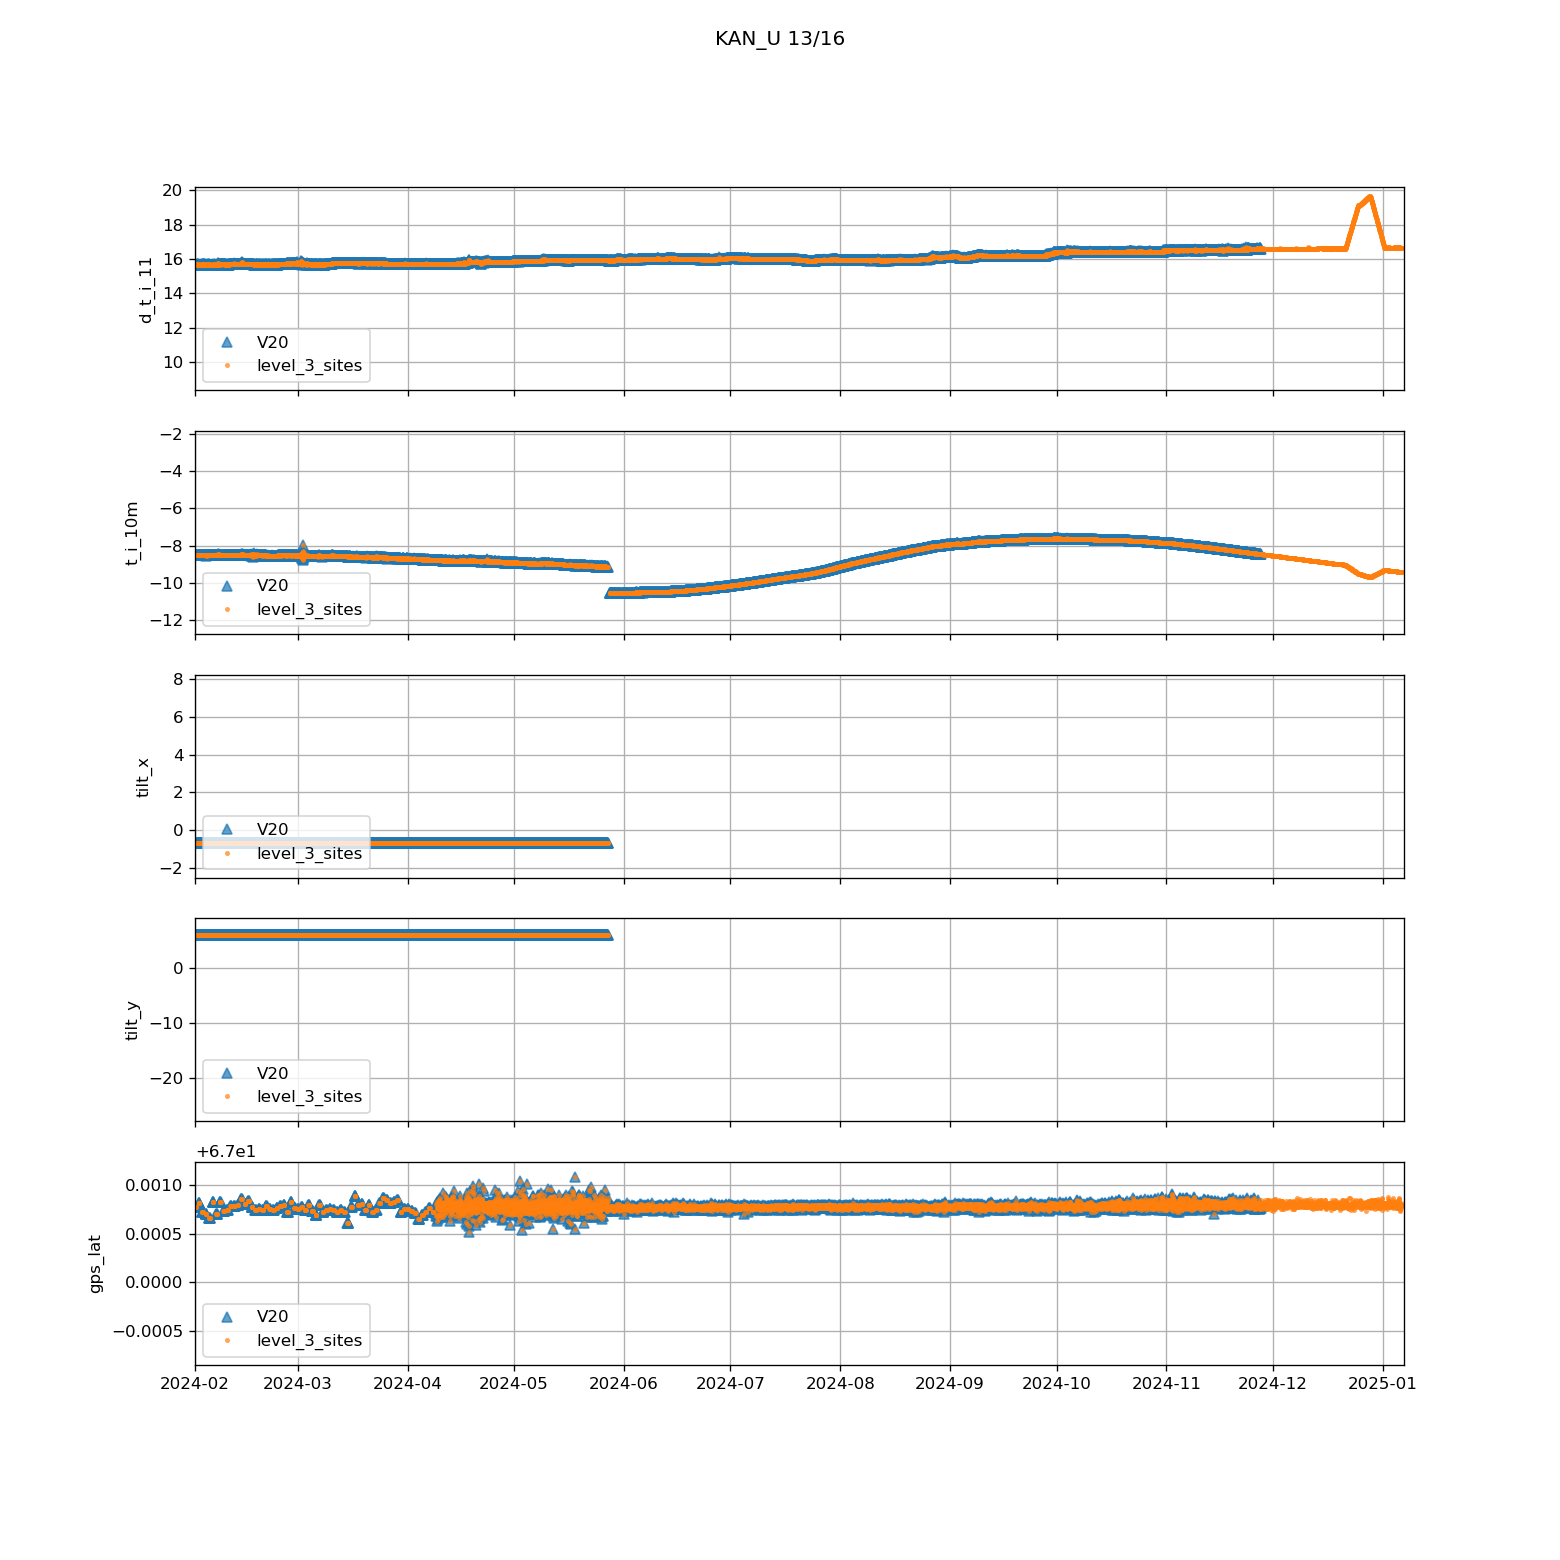 KAN_U 13/16
20
18
16
14
12
10
d_t_i_11
V20
level_3_sites
−2
−4
−6
−8
−10
−12
t_i_10m
V20
level_3_sites
8
6
4
2
0
−2
tilt_x
V20
level_3_sites
0
−10
−20
tilt_y
V20
level_3_sites
+6.7e1
0.0010
0.0005
0.0000
−0.0005
gps_lat
V20
level_3_sites
2024-02 2024-03 2024-04 2024-05 2024-06 2024-07 2024-08 2024-09 2024-10 2024-11 2024-12 2025-01